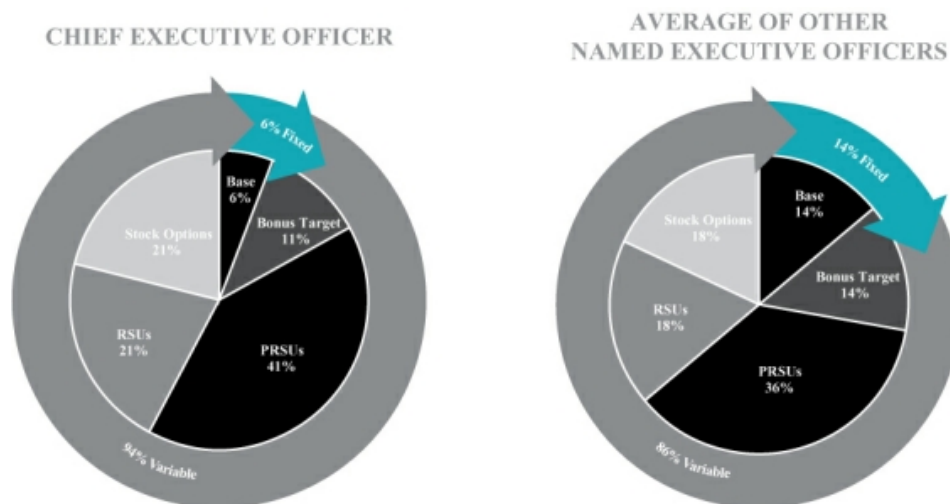 CHIEF EXECUTIVE OFFICER
6% Fixed
Base
6%
Bonus Target
11%
Stock Options
21%
RSUs
21%
PRSUs
41%
94% Variable
AVERAGE OF OTHER
NAMED EXECUTIVE OFFICERS
14% Fixed
Base
14%
Stock Options
18%
Bonus Target
14%
RSUs
18%
PRSUs
36%
86% Variable